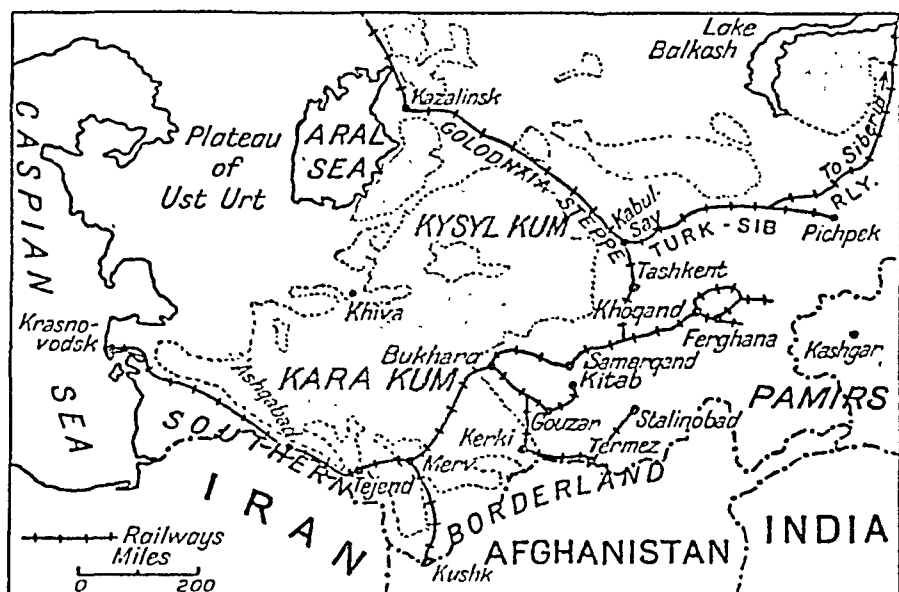 Lake
Balkash
Kazalinsk
CASPIAN
SEA
Plateau
of
Ust Urt
ARAL
SEA
GOLODNXIA-STEPPE
To Siberia
KYSYL KUM
Kabul-
Say
TURK-SIB RLY.
Pichpek
Tashkent
Khiva
Khoqand
Ferghana
Kashgar
Krasno-
vodsk
Bukhara
Samarqand
Kitab
KARA KUM
Ashqabad
PAMIRS
Gouzar
Stalinobad
Kerki
Termez
SOUTHERN BORDERLAND
Merv.
Tejend
IRAN
INDIA
AFGHANISTAN
Kushk
Railways
Miles
0 200